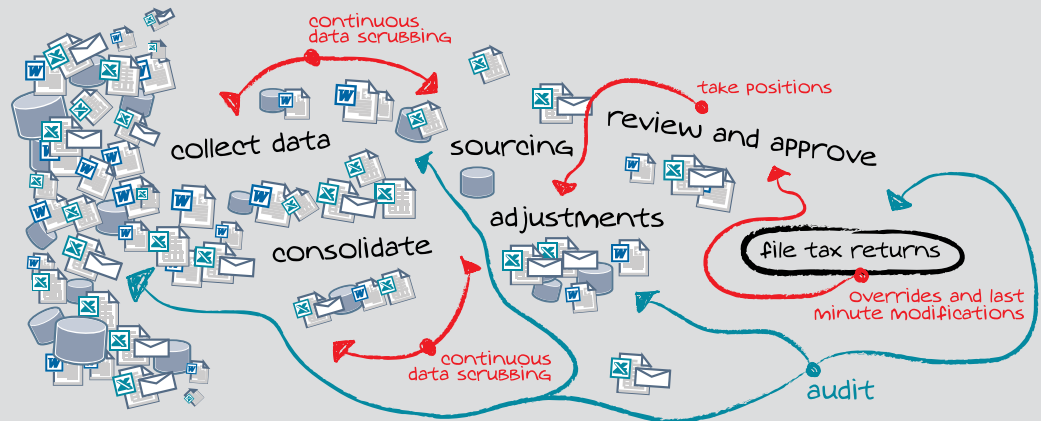 continuous
data scrubbing
collect data
sourcing
take positions
review and approve
adjustments
consolidate
file tax returns
overrides and last
minute modifications
continuous
data scrubbing
audit